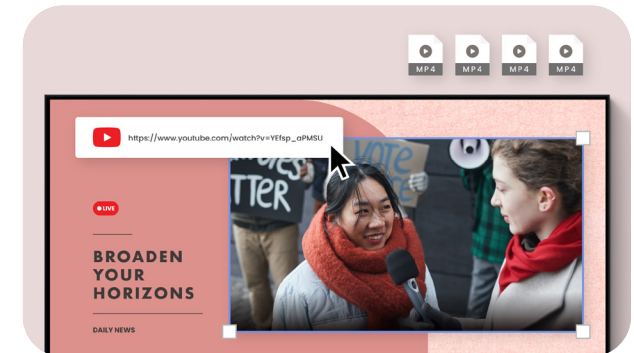 MP4 MP4 MP4 MP4
https://www.youtube.com/watch?v=YEfsp_aPMSU
VOTE
TTER
LIVE
BROADEN
YOUR
HORIZONS
DAILY NEWS